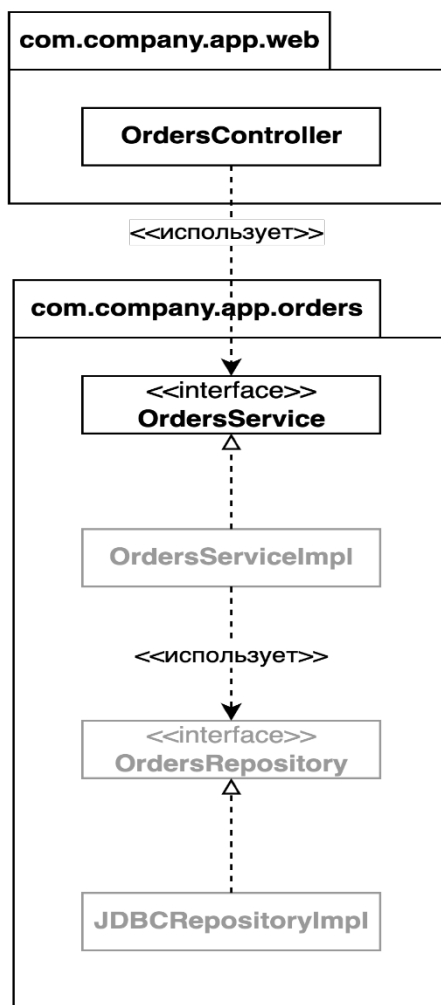 com.company.app.web
OrdersController
<<использует>>
com.company.app.orders
<<interface>>
OrdersService
OrdersServiceImpl
<<использует>>
<<interface>>
OrdersRepository
JDBCRepositoryImpl